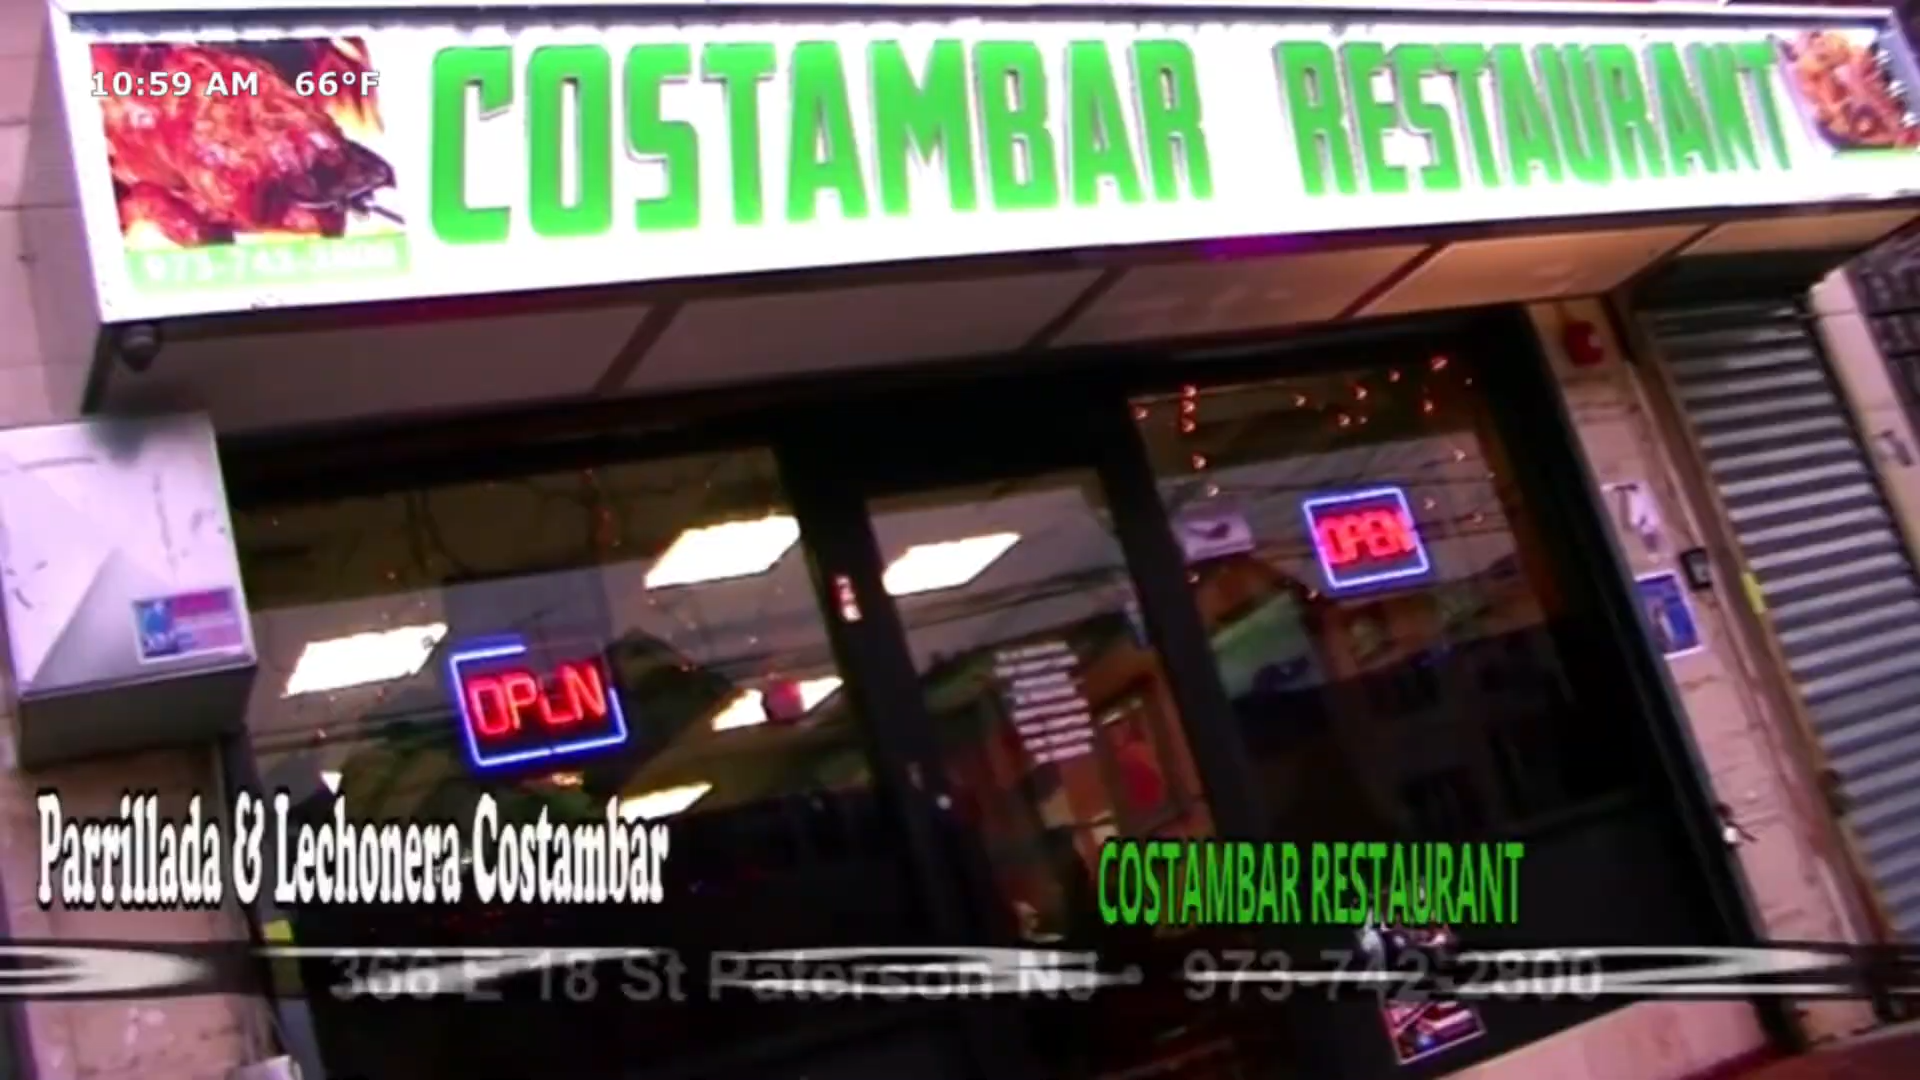 10:59 AM 66°F
COSTAMBAR RESTAURANT
OPEN
OPEN
Parrillada & Lechonera Costambar
COSTAMBAR RESTAURANT
366 E 18 St Paterson NJ • 973-742-2800